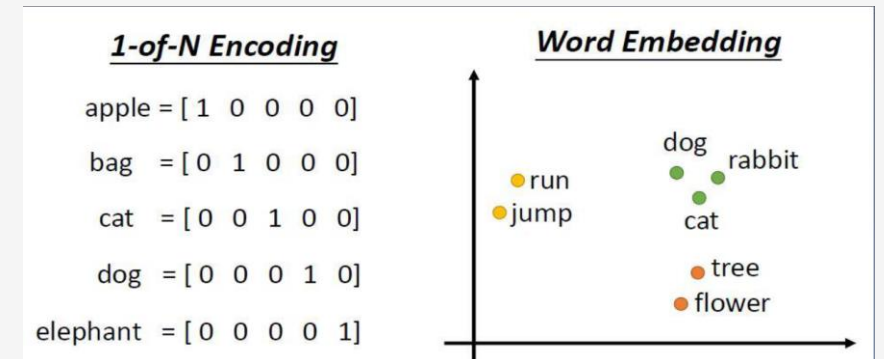 1-of-N Encoding
apple = [ 1 0 0 0 0]
bag = [ 0 1 0 0 0]
cat = [ 0 0 1 0 0]
dog = [ 0 0 0 1 0]
elephant = [ 0 0 0 0 1]
Word Embedding
dog
rabbit
run
jump
cat
tree
flower